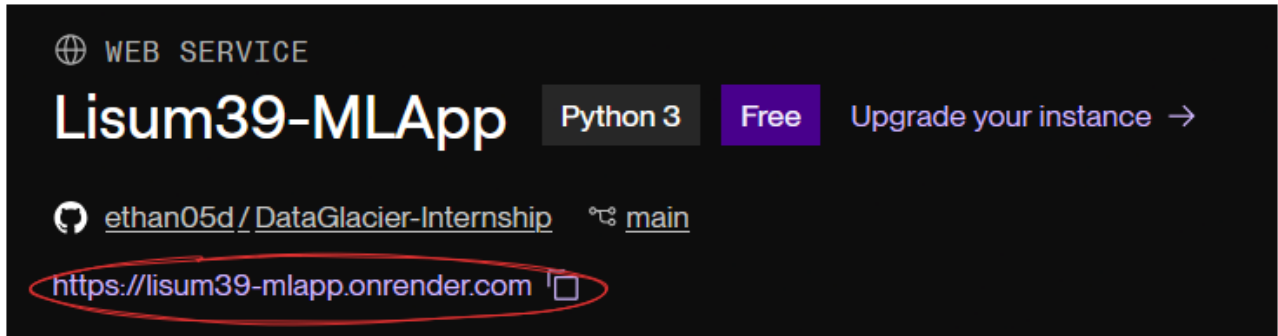 WEB SERVICE
Lisum39-MLApp Python 3 Free Upgrade your instance →
ethan05d / DataGlacier-Internship main
https://lisum39-mlapp.onrender.com